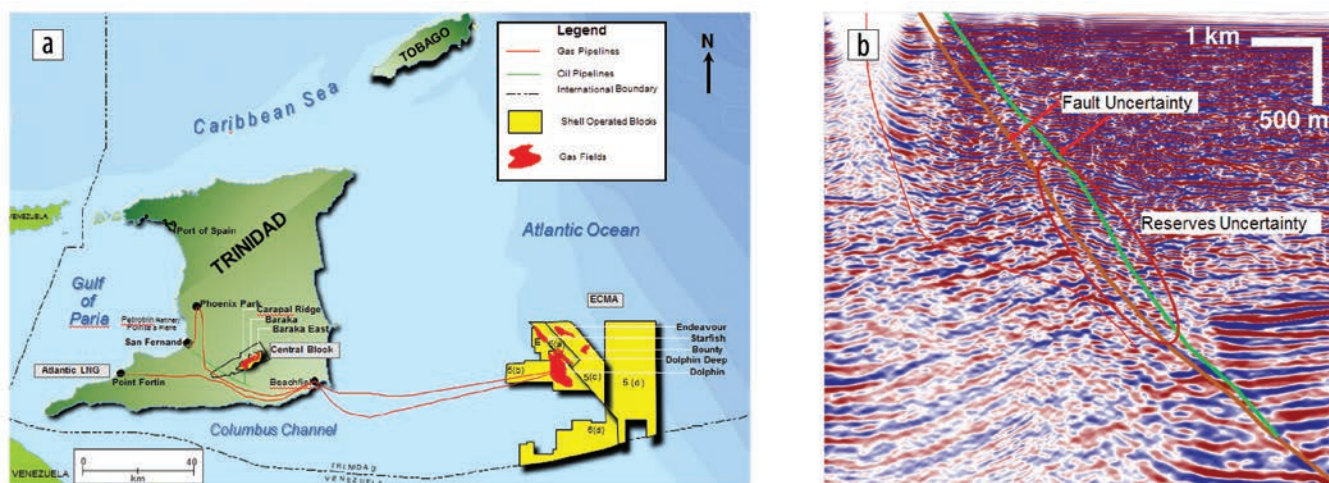 a
TOBAGO
Caribbean Sea
N
Legend
Gas Pipelines
Oil Pipelines
International Boundary
Shell Operated Blocks
Gas Fields
VENEZUELA
Port of Spain
TRINIDAD
Atlantic Ocean
Gulf
of
Paria
Phoenix Park
Carapal Ridge
Baraka
Baraka East
San Fernando
Central Block
Atlantic LNG
Point Fortin
Beachfield
ECMA
Endeavour
Starfish
Bounty
Dolphin Deep
Dolphin
E
5(a)
5(c)
5 (d)
Columbus Channel
TRINIDAD
VENEZUELA
VENEZUELA
0
40
km
b
1 km
500 m
Fault Uncertainty
Reserves Uncertainty